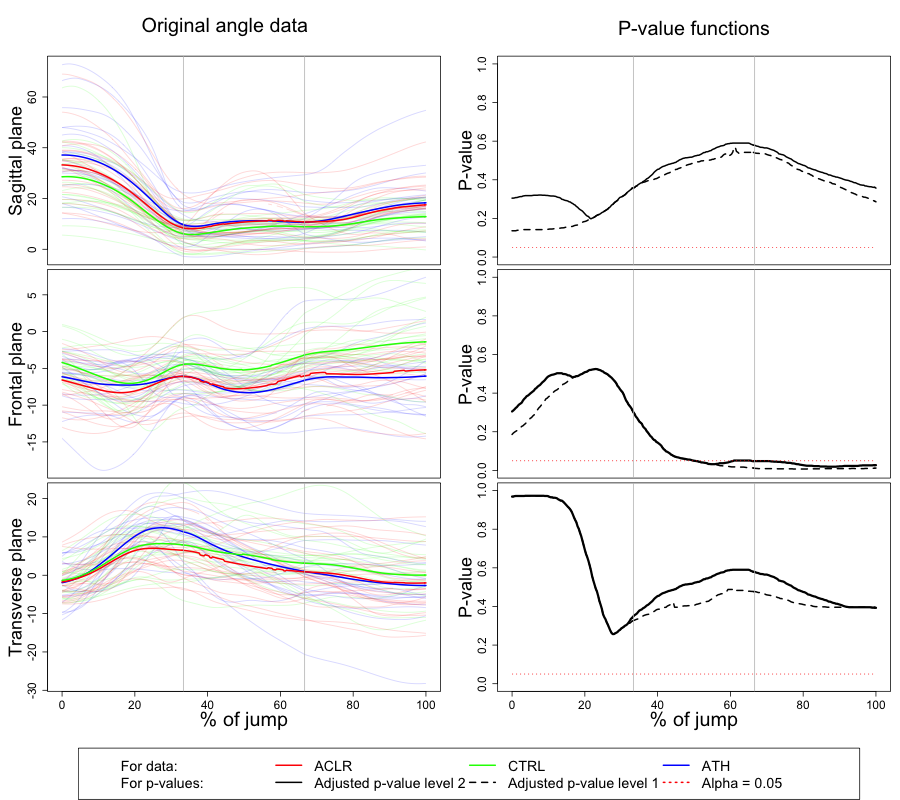 Original angle data
P-value functions
Sagittal plane
0 20 40 60
P-value
0.0 0.2 0.4 0.6 0.8 1.0
Frontal plane
-15 -10 -5 0 5
P-value
0.0 0.2 0.4 0.6 0.8 1.0
Transverse plane
-30 -20 -10 0 10 20
P-value
0.0 0.2 0.4 0.6 0.8 1.0
0 20 40 60 80 100
0 20 40 60 80 100
% of jump
% of jump
For data: ACLR CTRL ATH
For p-values: Adjusted p-value level 2 Adjusted p-value level 1 Alpha = 0.05